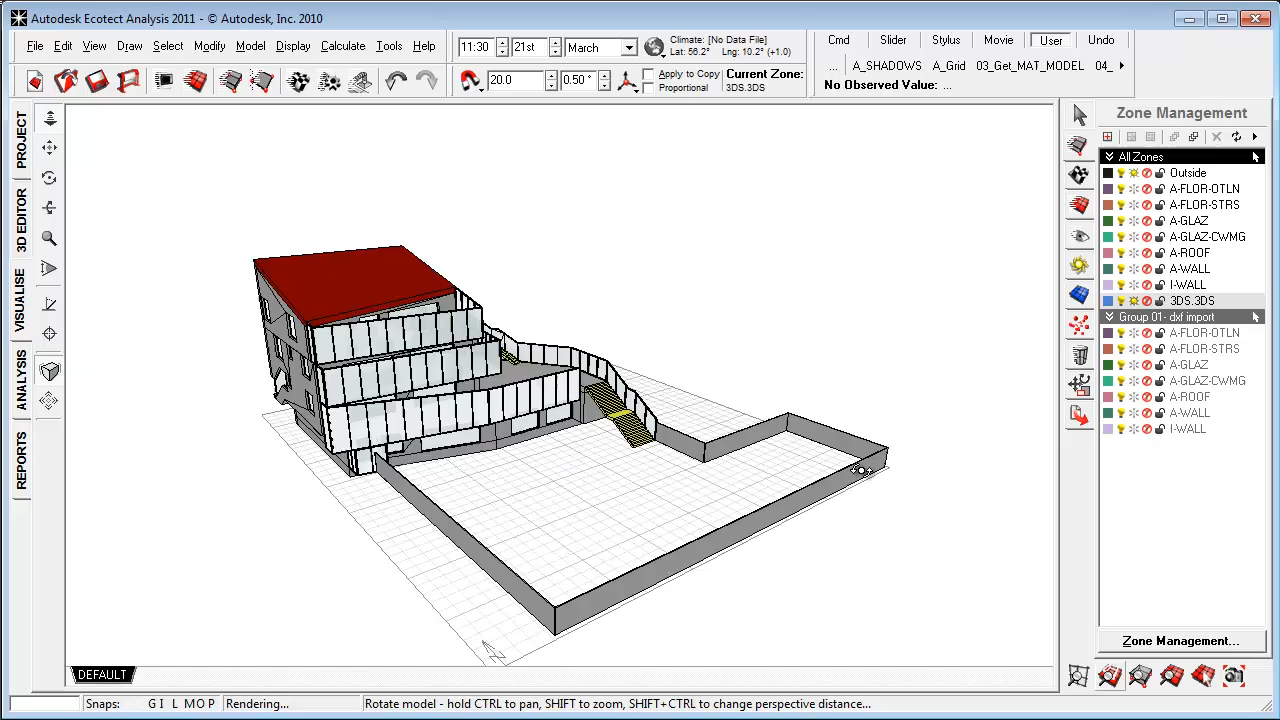 Autodesk Ecotect Analysis 2011 - © Autodesk, Inc. 2010
File Edit View Draw Select Modify Model Display Calculate Tools Help
11:30 21st March
Climate: [No Data File]
Lat: 56.2° Lng: 10.2° (+1.0)
Cmd Slider Stylus Movie User Undo
... A_SHADOWS A_Grid 03_Get_MAT_MODEL 04_
20.0 0.50 °
Apply to Copy
Proportional
Current Zone:
3DS.3DS
No Observed Value: ...
PROJECT
3D EDITOR
VISUALISE
ANALYSIS
REPORTS
Zone Management
All Zones
Outside
A-FLOR-OTLN
A-FLOR-STRS
A-GLAZ
A-GLAZ-CWMG
A-ROOF
A-WALL
I-WALL
3DS.3DS
Group 01- dxf import
A-FLOR-OTLN
A-FLOR-STRS
A-GLAZ
A-GLAZ-CWMG
A-ROOF
A-WALL
I-WALL
Zone Management...
N
DEFAULT
Snaps: G I L M O P Rendering... Rotate model - hold CTRL to pan, SHIFT to zoom, SHIFT+CTRL to change perspective distance...